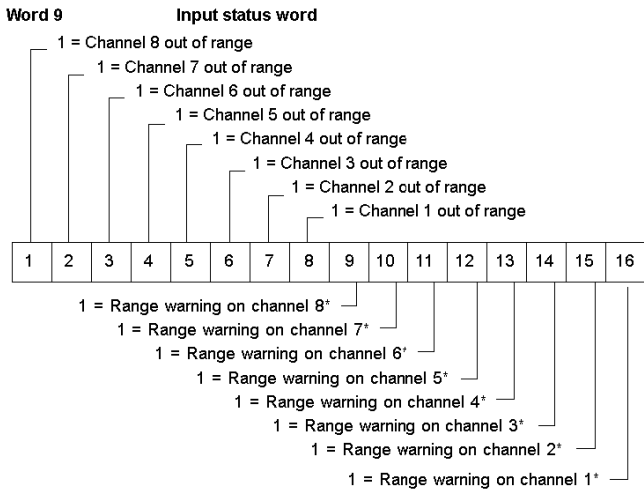 Word 9 Input status word
1 = Channel 8 out of range
1 = Channel 7 out of range
1 = Channel 6 out of range
1 = Channel 5 out of range
1 = Channel 4 out of range
1 = Channel 3 out of range
1 = Channel 2 out of range
1 = Channel 1 out of range
1 2 3 4 5 6 7 8 9 10 11 12 13 14 15 16
1 = Range warning on channel 8*
1 = Range warning on channel 7*
1 = Range warning on channel 6*
1 = Range warning on channel 5*
1 = Range warning on channel 4*
1 = Range warning on channel 3*
1 = Range warning on channel 2*
1 = Range warning on channel 1*